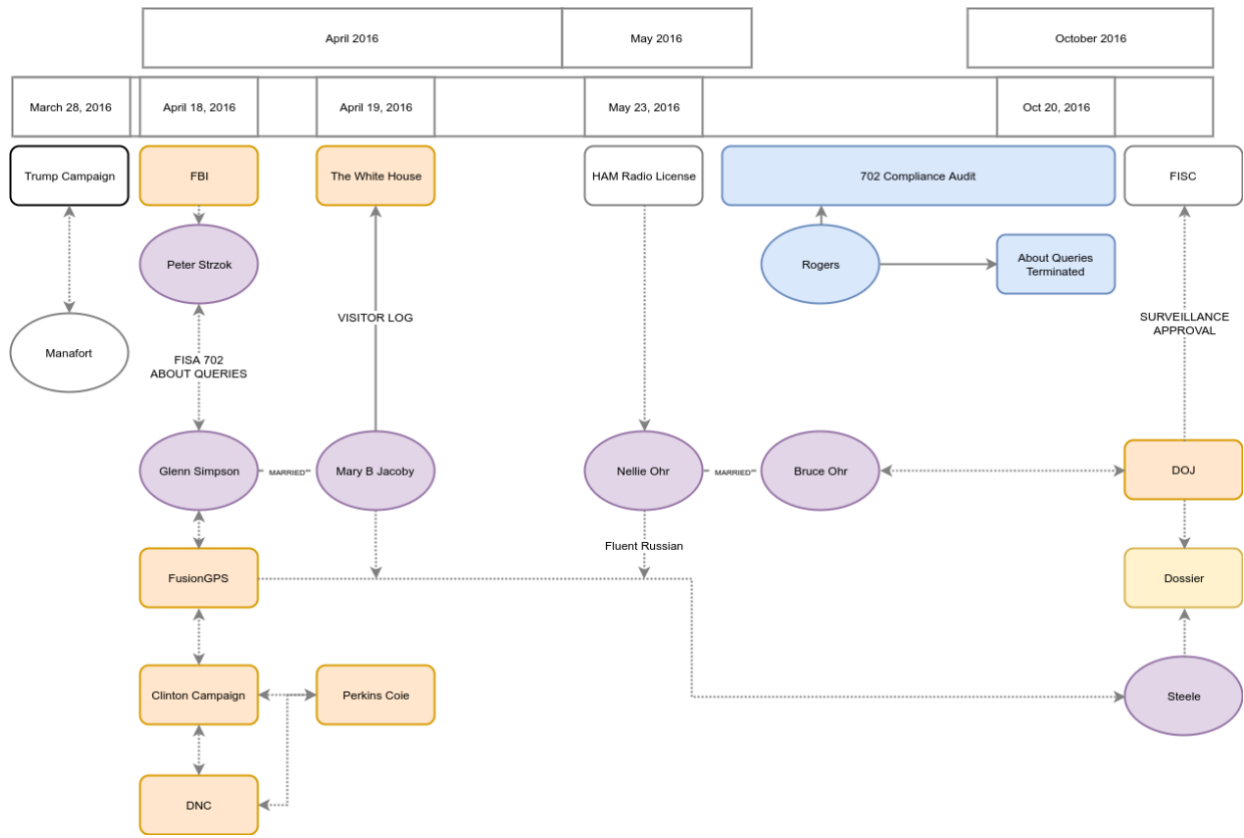 April 2016
May 2016
October 2016
March 28, 2016
April 18, 2016
April 19, 2016
May 23, 2016
Oct 20, 2016
Trump Campaign
FBI
The White House
HAM Radio License
702 Compliance Audit
FISC
Peter Strzok
Rogers
About Queries
Terminated
Manafort
VISITOR LOG
SURVEILLANCE
APPROVAL
FISA 702
ABOUT QUERIES
Glenn Simpson
MARRIED
Mary B Jacoby
Nellie Ohr
MARRIED
Bruce Ohr
DOJ
Fluent Russian
FusionGPS
Dossier
Clinton Campaign
Perkins Coie
Steele
DNC